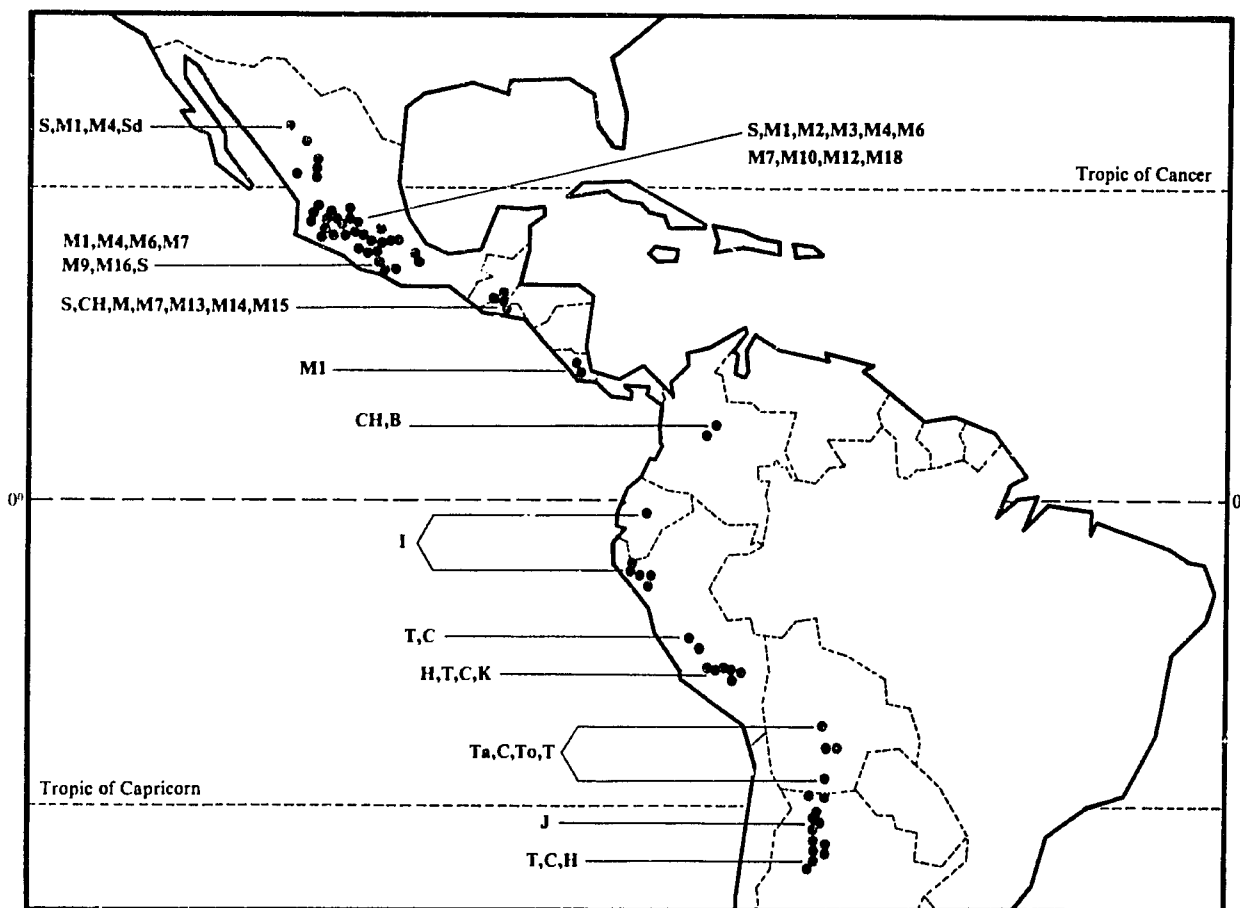 S,M1,M4,Sd
S,M1,M2,M3,M4,M6
M7,M10,M12,M18
Tropic of Cancer
M1,M4,M6,M7
M9,M16,S
S,CH,M,M7,M13,M14,M15
M1
CH,B
0°
0
I
T,C
H,T,C,K
Ta,C,To,T
Tropic of Capricorn
J
T,C,H